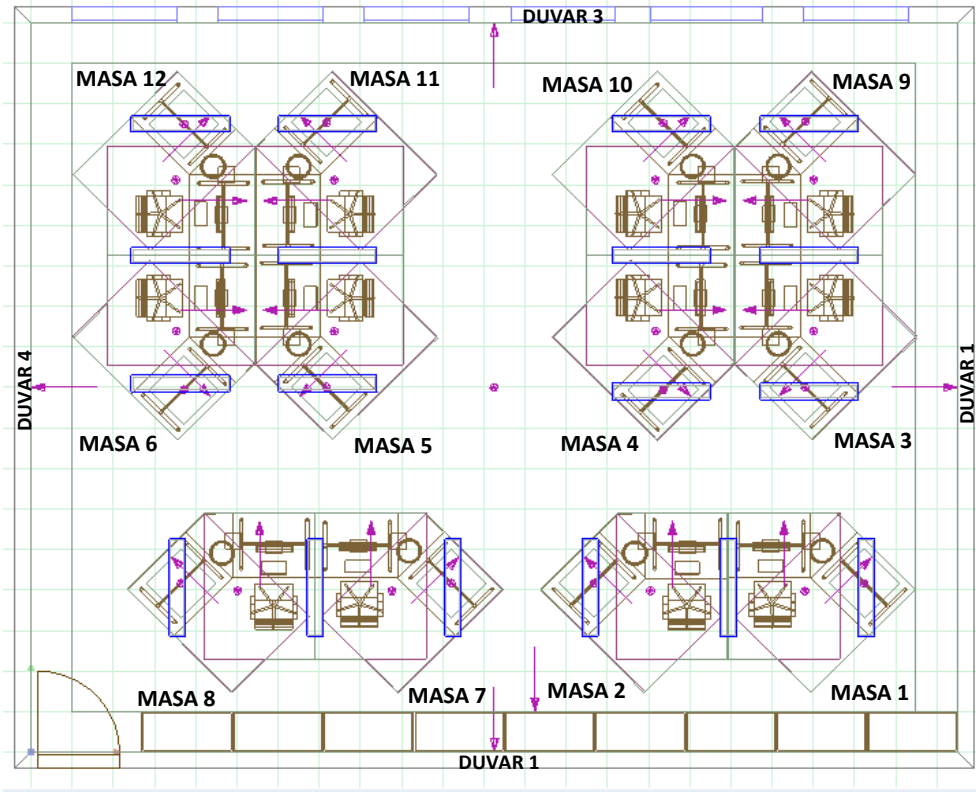 DUVAR 3
MASA 12
MASA 11
MASA 10
MASA 9
DUVAR 4
DUVAR 1
MASA 6
MASA 5
MASA 4
MASA 3
MASA 8
MASA 7
MASA 2
MASA 1
DUVAR 1